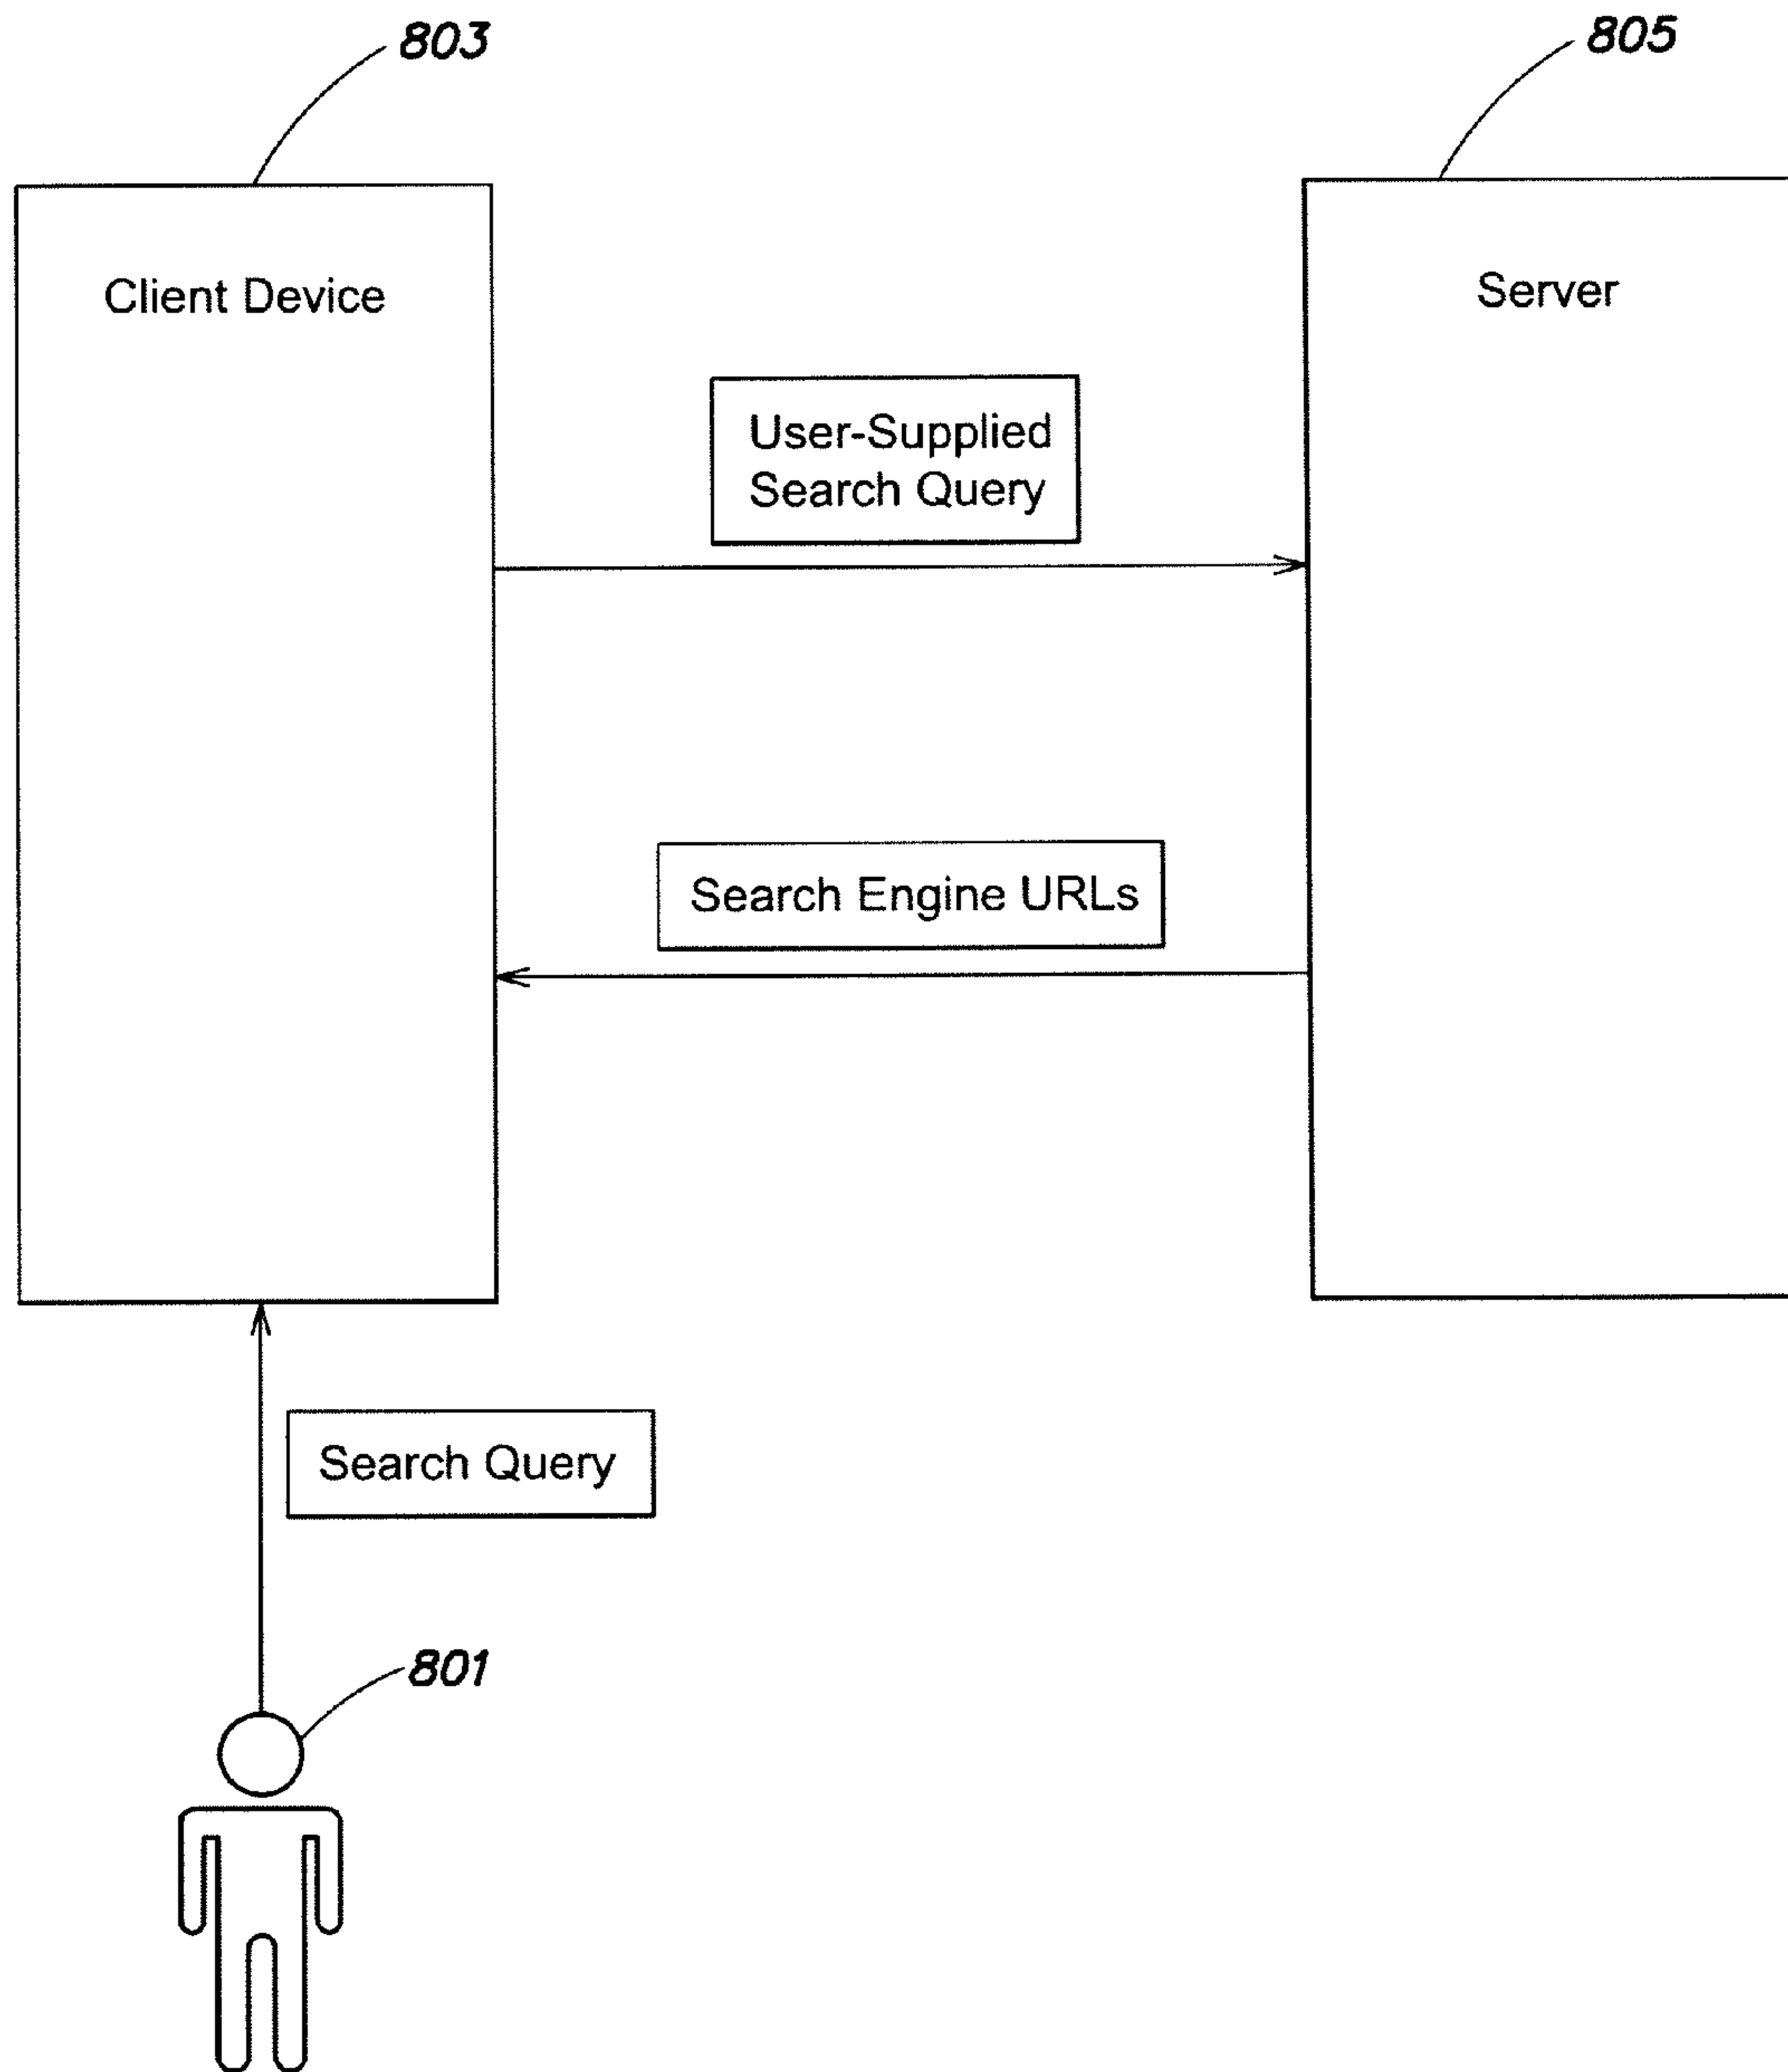 803
805
Client Device
Server
User-Supplied
Search Query
Search Engine URLs
Search Query
801